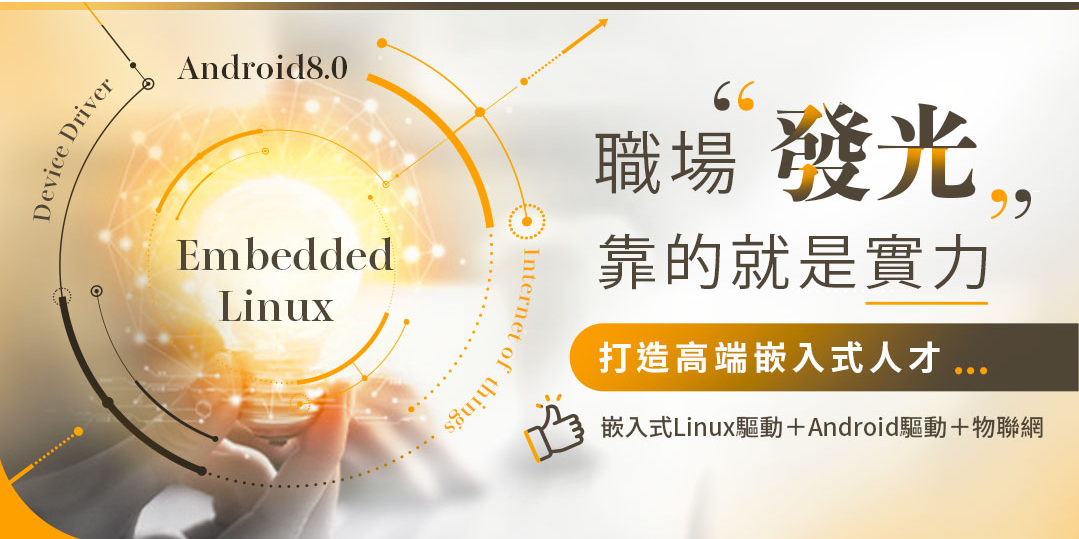 Android8.0
Device Driver
Embedded
Linux
Internet of things
職場“發光”
靠的就是實力
打造高端嵌入式人才...
嵌入式Linux驅動＋Android驅動＋物聯網